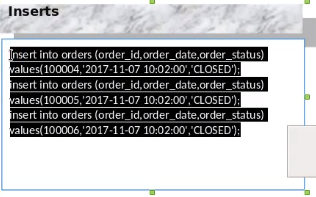 Inserts
insert into orders (order_id,order_date,order_status)
values(100004,'2017-11-07 10:02:00','CLOSED');
insert into orders (order_id,order_date,order_status)
values(100005,'2017-11-07 10:02:00','CLOSED');
insert into orders (order_id,order_date,order_status)
values(100006,'2017-11-07 10:02:00','CLOSED');